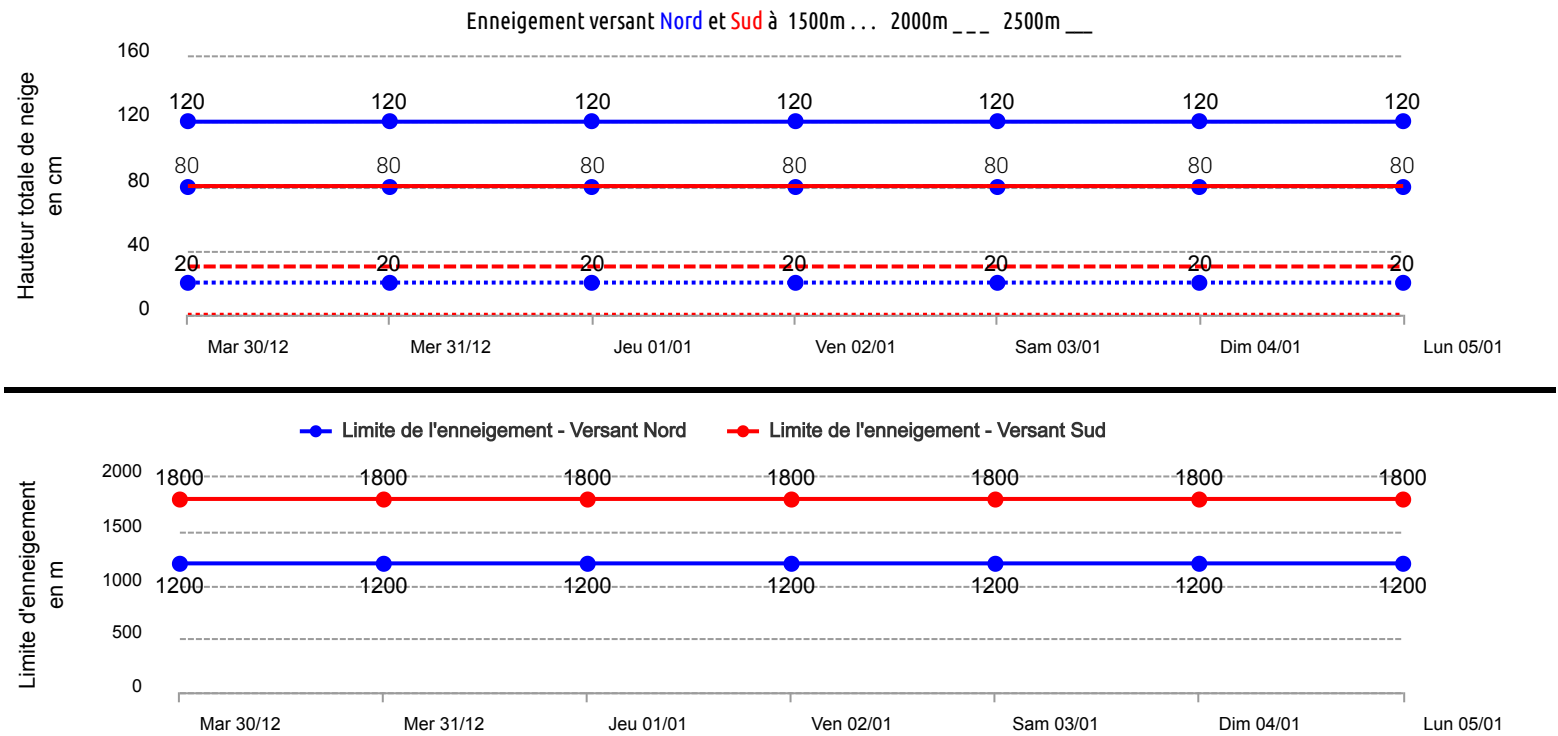 Enneigement versant Nord et Sud à 1500m . . . 2000m _ _ _ 2500m __
Hauteur totale de neige
en cm
160
120
80
40
0
120 120 120 120 120 120 120
80 80 80 80 80 80 80
20 20 20 20 20 20 20
Mar 30/12 Mer 31/12 Jeu 01/01 Ven 02/01 Sam 03/01 Dim 04/01 Lun 05/01
Limite de l'enneigement - Versant Nord Limite de l'enneigement - Versant Sud
Limite d'enneigement
en m
2000
1500
1000
500
0
1800 1800 1800 1800 1800 1800 1800
1200 1200 1200 1200 1200 1200 1200
Mar 30/12 Mer 31/12 Jeu 01/01 Ven 02/01 Sam 03/01 Dim 04/01 Lun 05/01